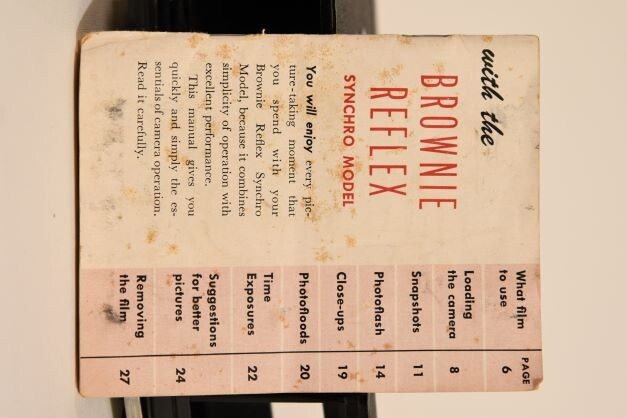 with the
BROWNIE
REFLEX
SYNCHRO MODEL
You will enjoy every pic-
ture-taking moment that
you spend with your
Brownie Reflex Synchro
Model, because it combines
simplicity of operation with
excellent performance.
This manual gives you
quickly and simply the es-
sentials of camera operation.
Read it carefully.
PAGE
What film
to use 6
Loading
the camera 8
Snapshots 11
Photoflash 14
Close-ups 19
Photofloods 20
Time
Exposures 22
Suggestions
for better
pictures 24
Removing
the film 27